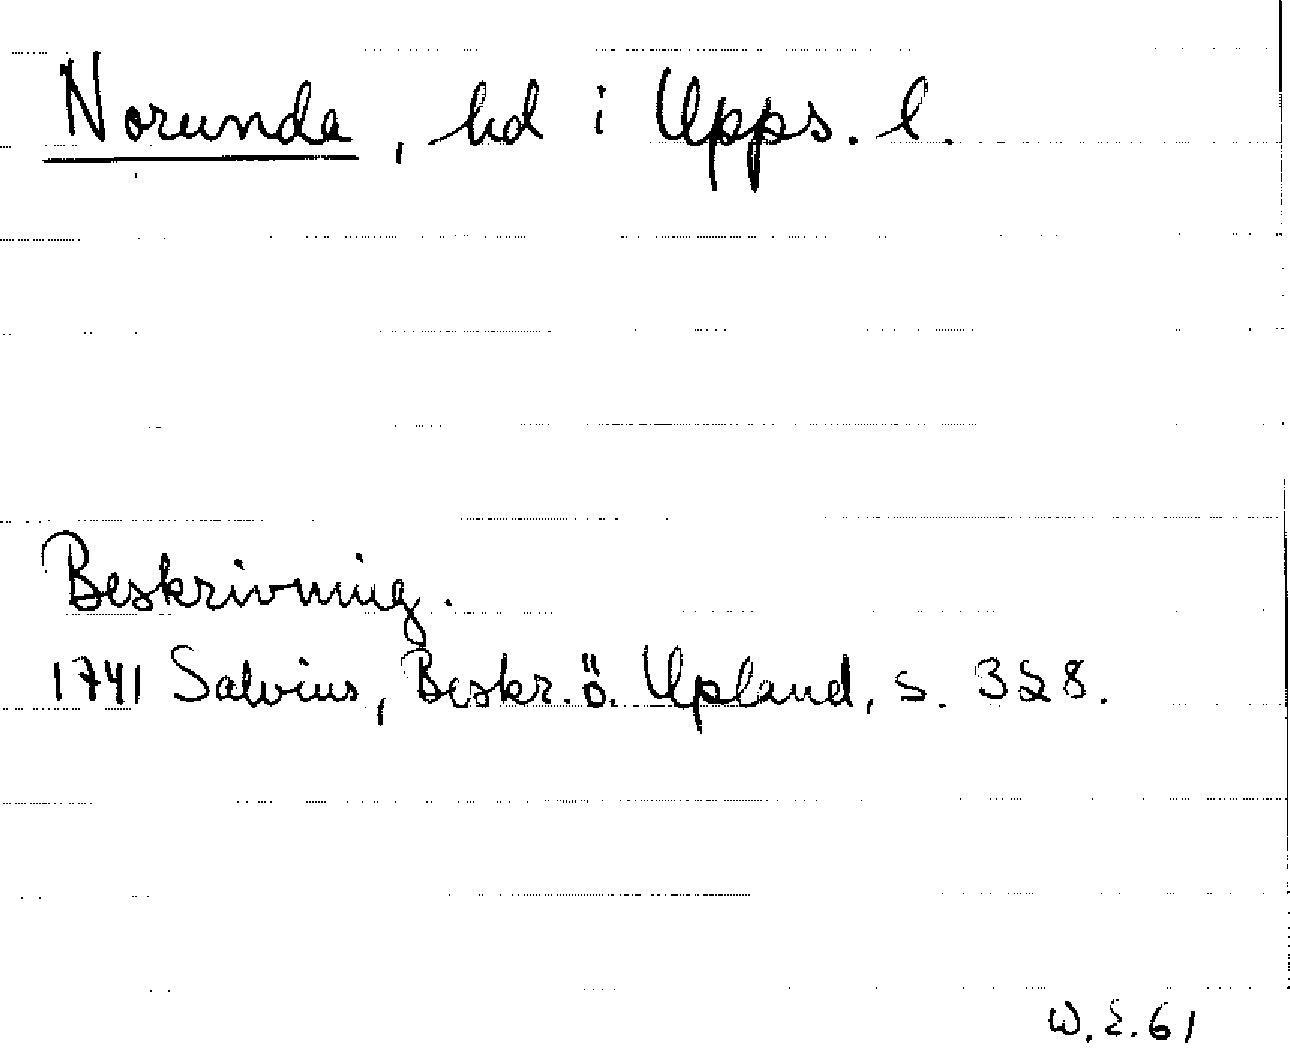 Norunda, hd i Upps. l.
Beskrivning.
1741 Salvius, Beskr. ö. Upland, s. 328.
W. E. 61